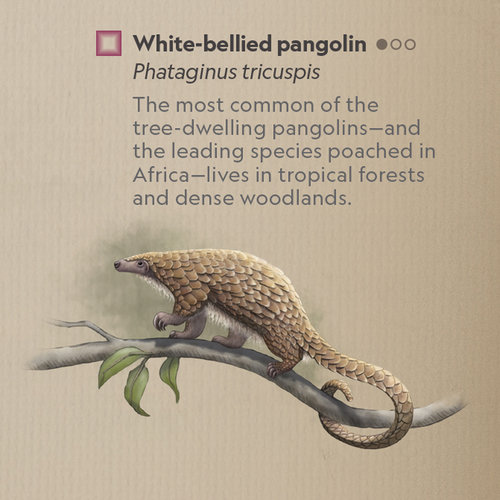 White-bellied pangolin
Phataginus tricuspis
The most common of the
tree-dwelling pangolins—and
the leading species poached in
Africa—lives in tropical forests
and dense woodlands.